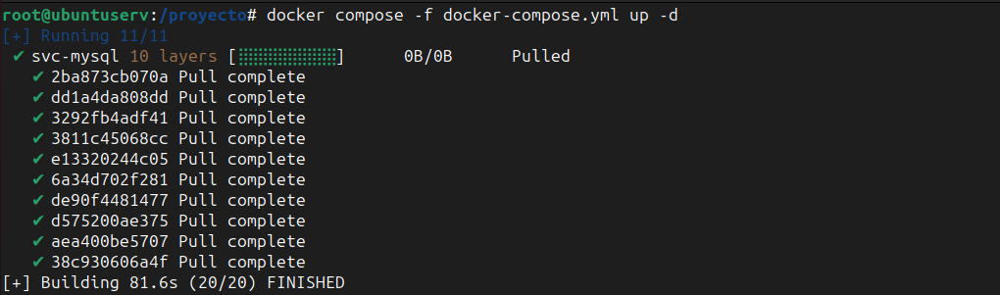 root@ubuntuserv:/proyecto# docker compose -f docker-compose.yml up -d
[+] Running 11/11
✔ svc-mysql 10 layers [⣿⣿⣿⣿⣿⣿⣿⣿⣿⣿] 0B/0B Pulled
✔ 2ba873cb070a Pull complete
✔ dd1a4da808dd Pull complete
✔ 3292fb4adf41 Pull complete
✔ 3811c45068cc Pull complete
✔ e13320244c05 Pull complete
✔ 6a34d702f281 Pull complete
✔ de90f4481477 Pull complete
✔ d575200ae375 Pull complete
✔ aea400be5707 Pull complete
✔ 38c930606a4f Pull complete
[+] Building 81.6s (20/20) FINISHED